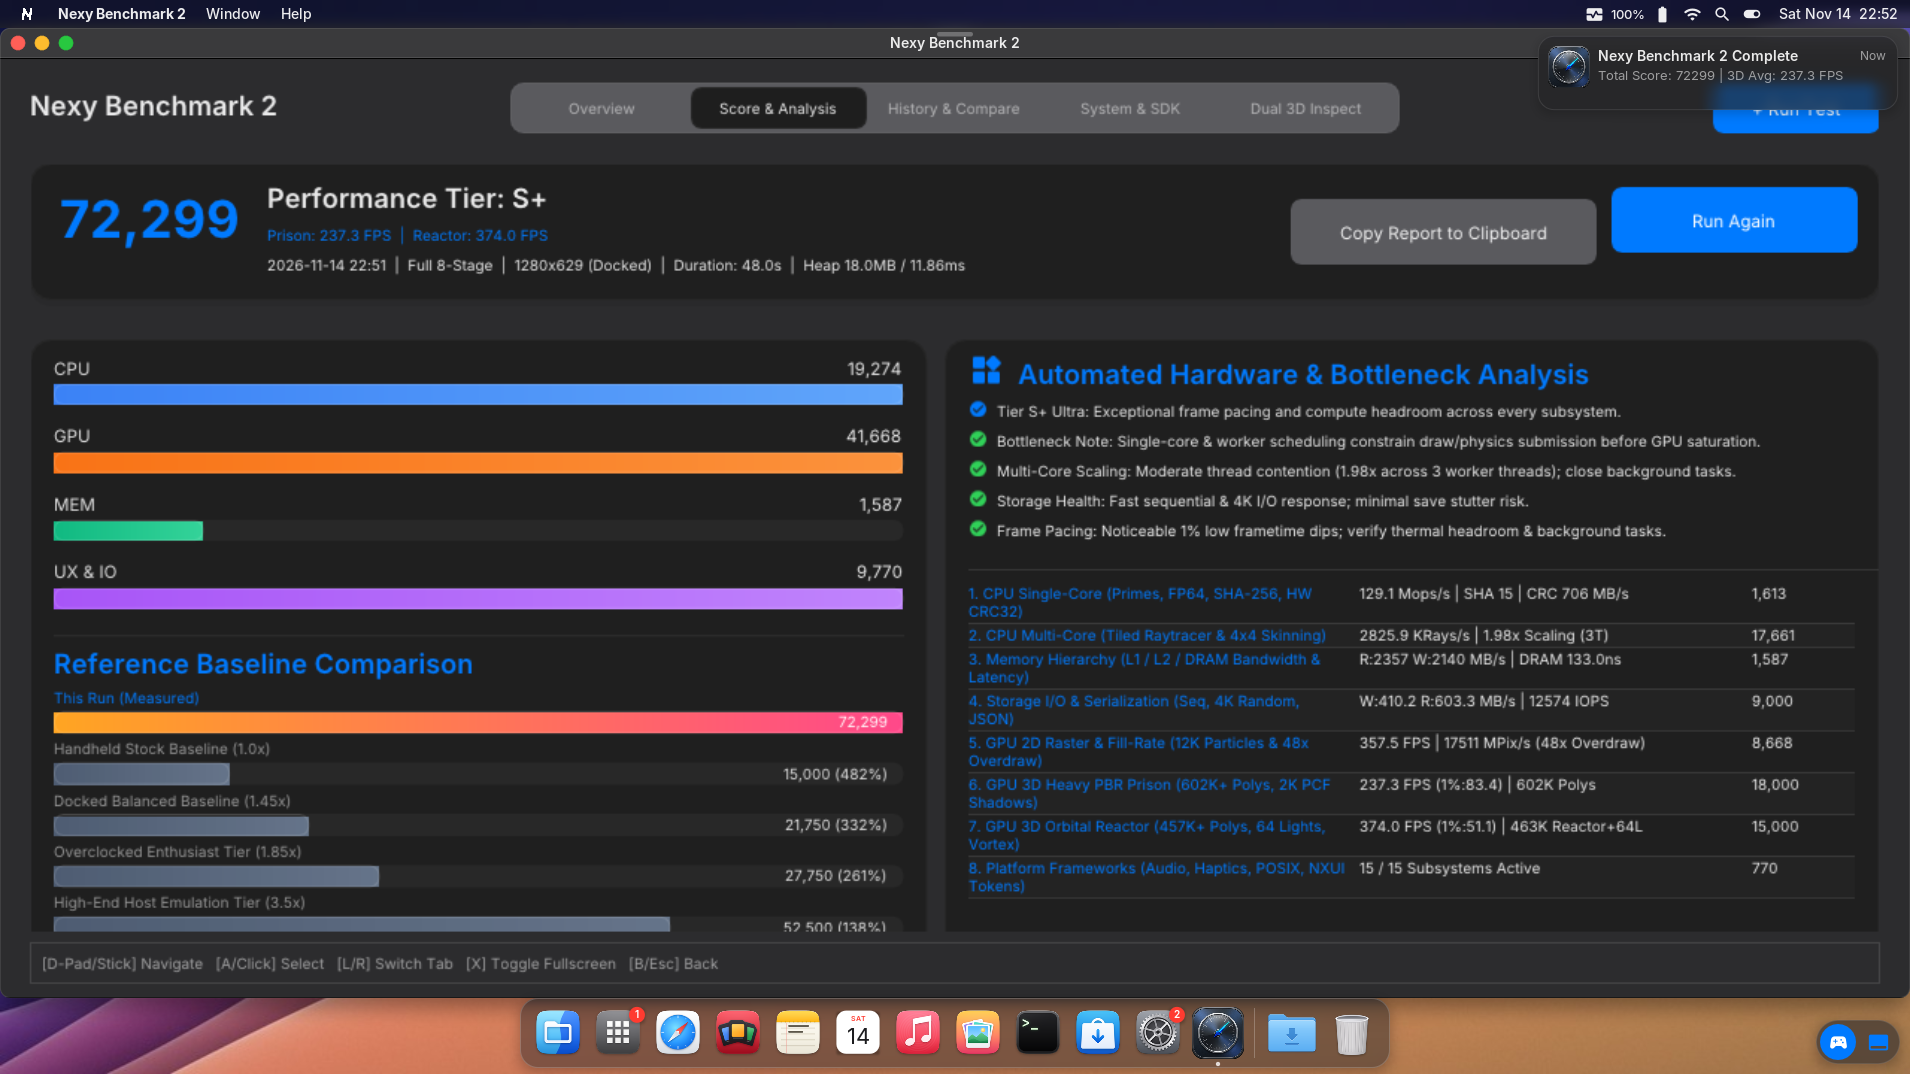 Nexy Benchmark 2 Window Help
100% Sat Nov 14 22:52
Nexy Benchmark 2
Nexy Benchmark 2 Complete Now
Total Score: 72299 | 3D Avg: 237.3 FPS
Nexy Benchmark 2
Overview Score & Analysis History & Compare System & SDK Dual 3D Inspect
+ Run Test
72,299
Performance Tier: S+
Prison: 237.3 FPS | Reactor: 374.0 FPS
2026-11-14 22:51 | Full 8-Stage | 1280x629 (Docked) | Duration: 48.0s | Heap 18.0MB / 11.86ms
Copy Report to Clipboard
Run Again
CPU 19,274
GPU 41,668
MEM 1,587
UX & IO 9,770
Reference Baseline Comparison
This Run (Measured)
72,299
Handheld Stock Baseline (1.0x)
15,000 (482%)
Docked Balanced Baseline (1.45x)
21,750 (332%)
Overclocked Enthusiast Tier (1.85x)
27,750 (261%)
High-End Host Emulation Tier (3.5x)
52,500 (138%)
Automated Hardware & Bottleneck Analysis
Tier S+ Ultra: Exceptional frame pacing and compute headroom across every subsystem.
Bottleneck Note: Single-core & worker scheduling constrain draw/physics submission before GPU saturation.
Multi-Core Scaling: Moderate thread contention (1.98x across 3 worker threads); close background tasks.
Storage Health: Fast sequential & 4K I/O response; minimal save stutter risk.
Frame Pacing: Noticeable 1% low frametime dips; verify thermal headroom & background tasks.
1. CPU Single-Core (Primes, FP64, SHA-256, HW
CRC32)
129.1 Mops/s | SHA 15 | CRC 706 MB/s
1,613
2. CPU Multi-Core (Tiled Raytracer & 4x4 Skinning)
2825.9 KRays/s | 1.98x Scaling (3T)
17,661
3. Memory Hierarchy (L1 / L2 / DRAM Bandwidth &
Latency)
R:2357 W:2140 MB/s | DRAM 133.0ns
1,587
4. Storage I/O & Serialization (Seq, 4K Random,
JSON)
W:410.2 R:603.3 MB/s | 12574 IOPS
9,000
5. GPU 2D Raster & Fill-Rate (12K Particles & 48x
Overdraw)
357.5 FPS | 17511 MPix/s (48x Overdraw)
8,668
6. GPU 3D Heavy PBR Prison (602K+ Polys, 2K PCF
Shadows)
237.3 FPS (1%:83.4) | 602K Polys
18,000
7. GPU 3D Orbital Reactor (457K+ Polys, 64 Lights,
Vortex)
374.0 FPS (1%:51.1) | 463K Reactor+64L
15,000
8. Platform Frameworks (Audio, Haptics, POSIX, NXUI
Tokens)
15 / 15 Subsystems Active
770
[D-Pad/Stick] Navigate [A/Click] Select [L/R] Switch Tab [X] Toggle Fullscreen [B/Esc] Back
1
SAT
14
>_
2